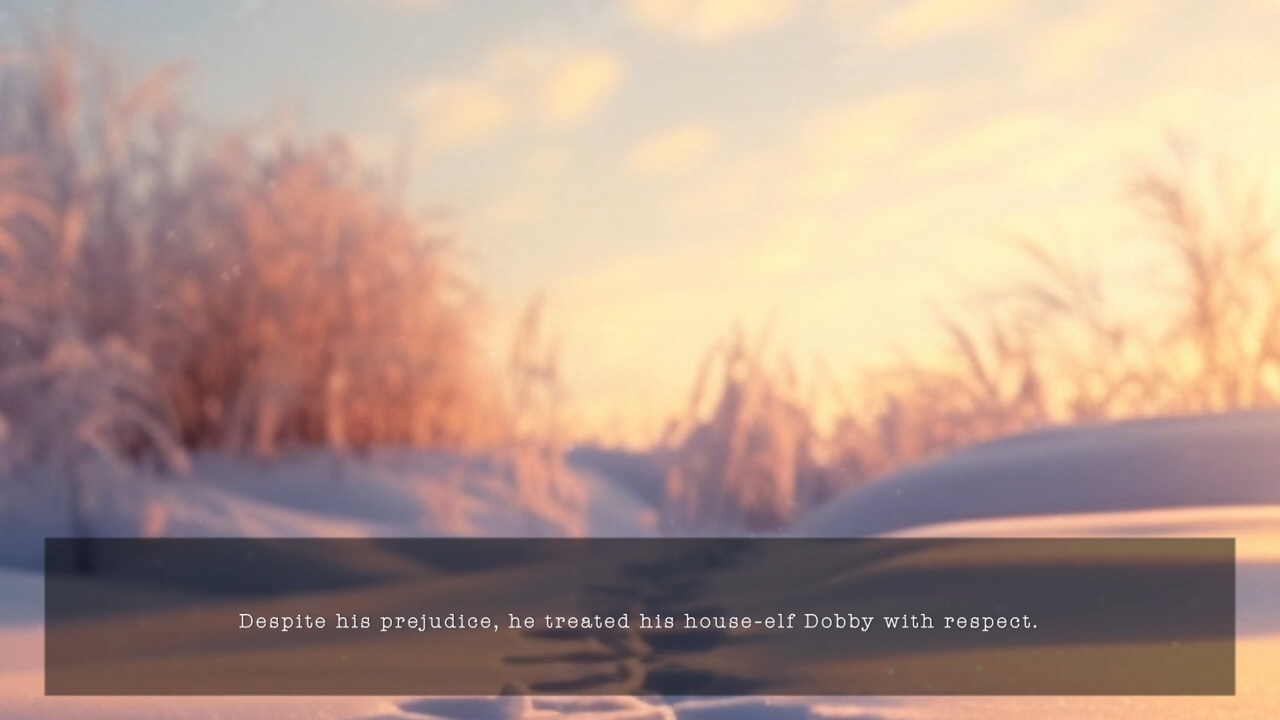 Despite his prejudice, he treated his house-elf Dobby with respect.